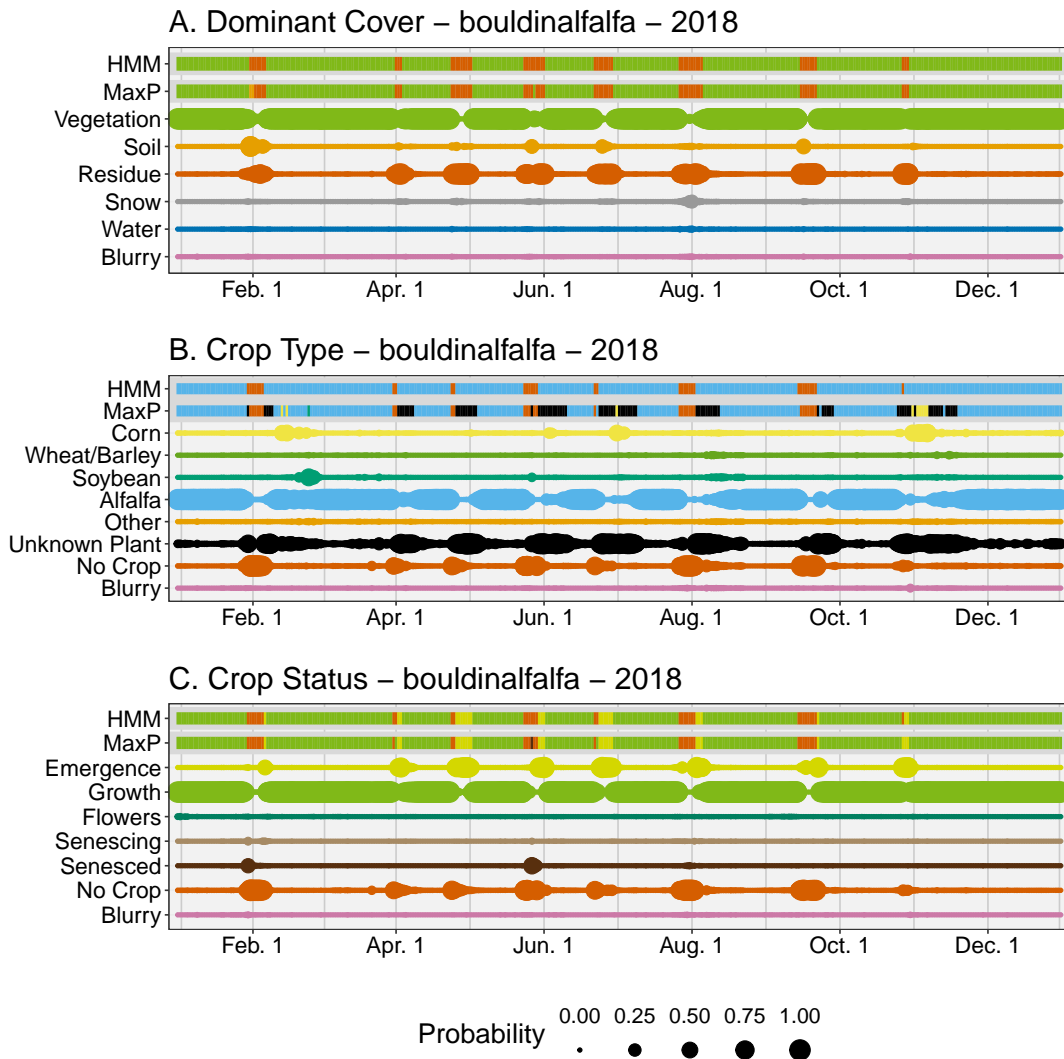 A. Dominant Cover – bouldinalfalfa – 2018
HMM
MaxP
Vegetation
Soil
Residue
Snow
Water
Blurry
Feb. 1 Apr. 1 Jun. 1 Aug. 1 Oct. 1 Dec. 1
B. Crop Type – bouldinalfalfa – 2018
HMM
MaxP
Corn
Wheat/Barley
Soybean
Alfalfa
Other
Unknown Plant
No Crop
Blurry
Feb. 1 Apr. 1 Jun. 1 Aug. 1 Oct. 1 Dec. 1
C. Crop Status – bouldinalfalfa – 2018
HMM
MaxP
Emergence
Growth
Flowers
Senescing
Senesced
No Crop
Blurry
Feb. 1 Apr. 1 Jun. 1 Aug. 1 Oct. 1 Dec. 1
Probability 0.00 0.25 0.50 0.75 1.00